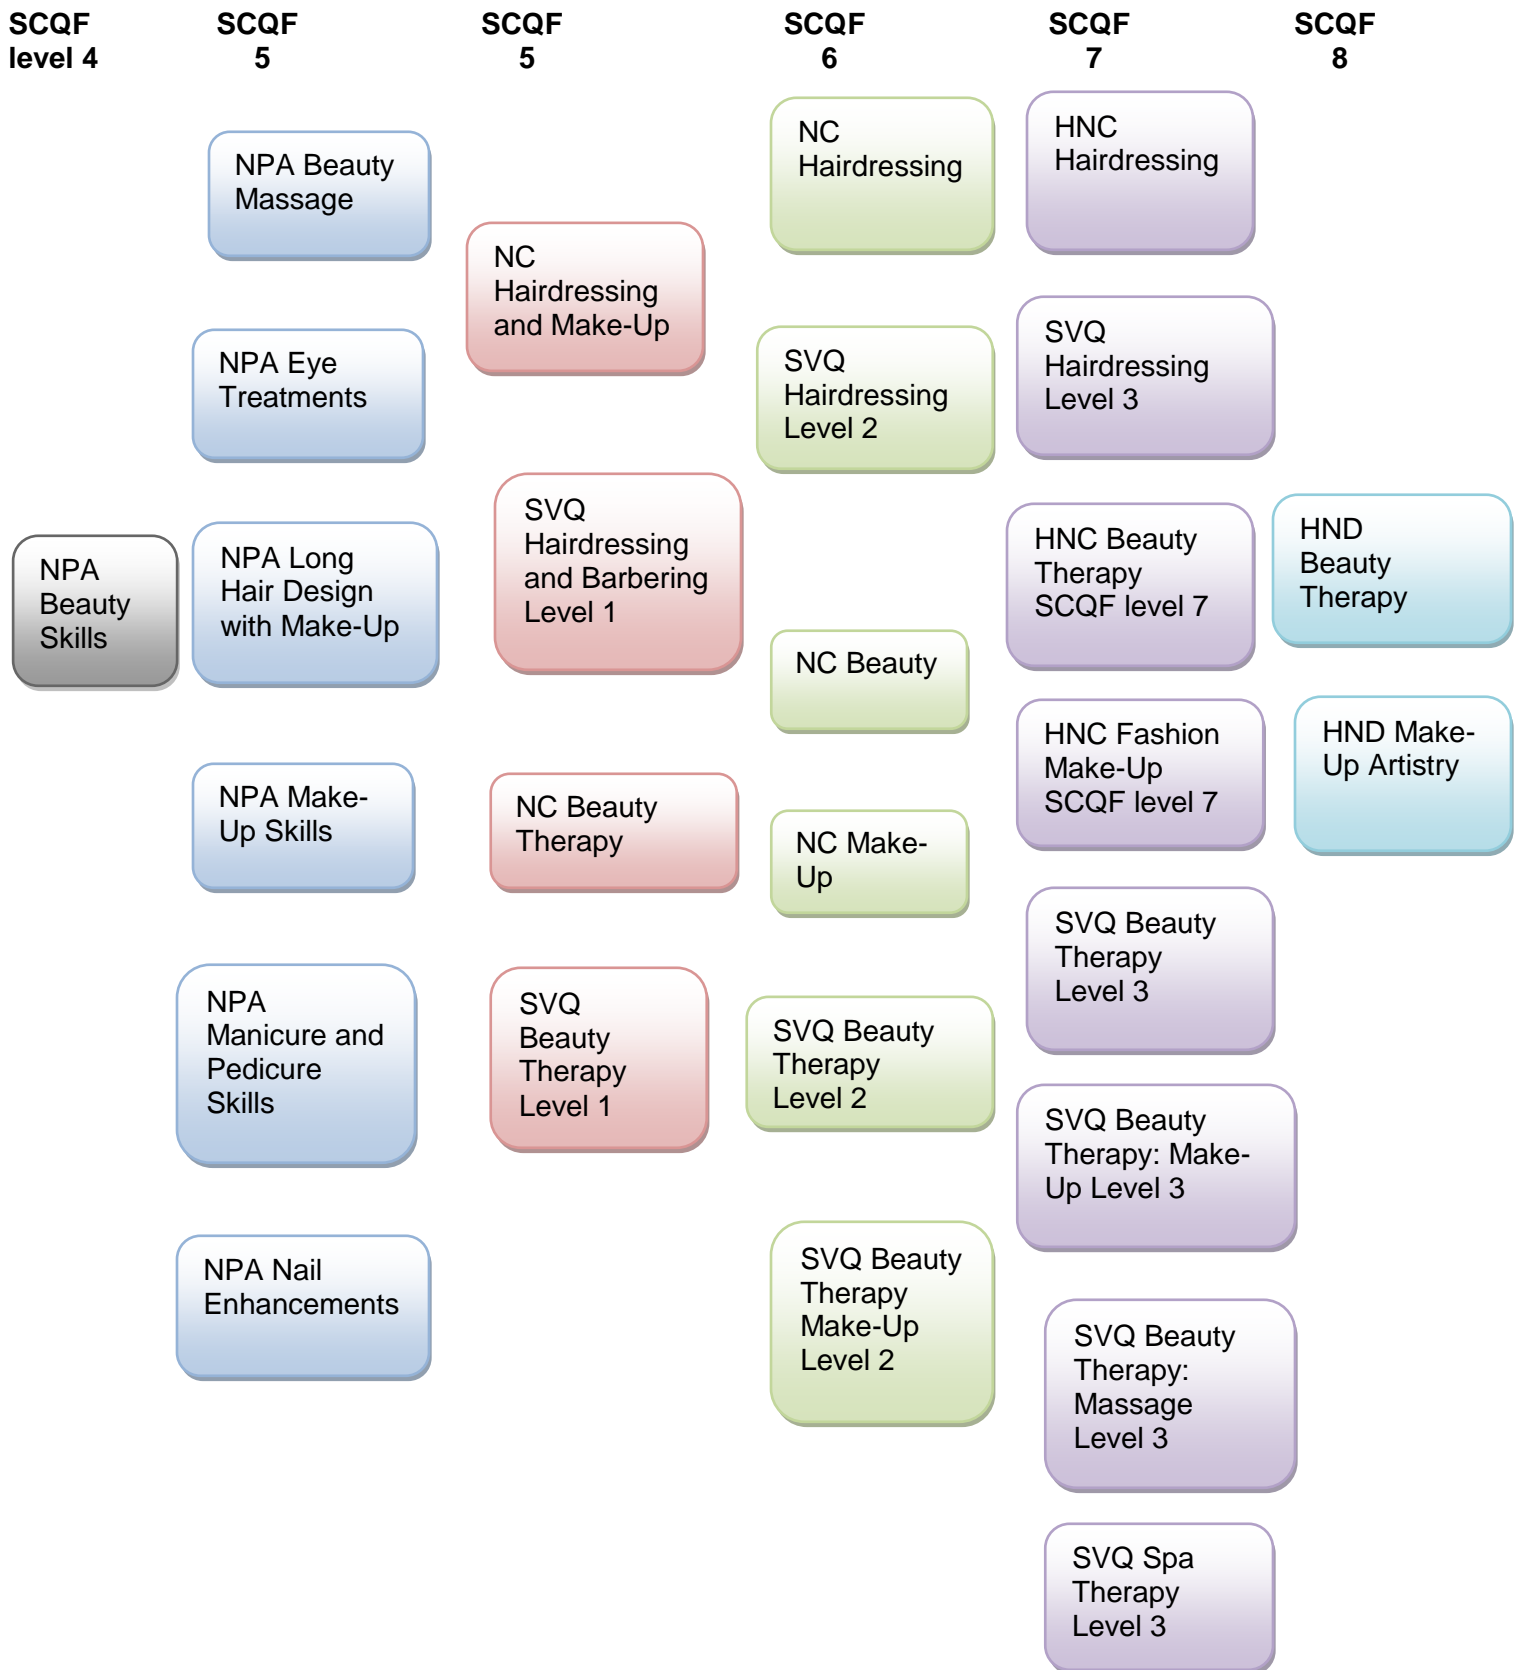 SCQF
level 4
SCQF
5
SCQF
5
SCQF
6
SCQF
7
SCQF
8
NPA
Beauty
Skills
NPA Beauty
Massage
NPA Eye
Treatments
NPA Long
Hair Design
with Make-Up
NPA Make-
Up Skills
NPA
Manicure and
Pedicure
Skills
NPA Nail
Enhancements
NC
Hairdressing
and Make-Up
SVQ
Hairdressing
and Barbering
Level 1
NC Beauty
Therapy
SVQ
Beauty
Therapy
Level 1
NC
Hairdressing
SVQ
Hairdressing
Level 2
NC Beauty
NC Make-
Up
SVQ Beauty
Therapy
Level 2
SVQ Beauty
Therapy
Make-Up
Level 2
HNC
Hairdressing
SVQ
Hairdressing
Level 3
HNC Beauty
Therapy
SCQF level 7
HNC Fashion
Make-Up
SCQF level 7
SVQ Beauty
Therapy
Level 3
SVQ Beauty
Therapy: Make-
Up Level 3
SVQ Beauty
Therapy:
Massage
Level 3
SVQ Spa
Therapy
Level 3
HND
Beauty
Therapy
HND Make-
Up Artistry